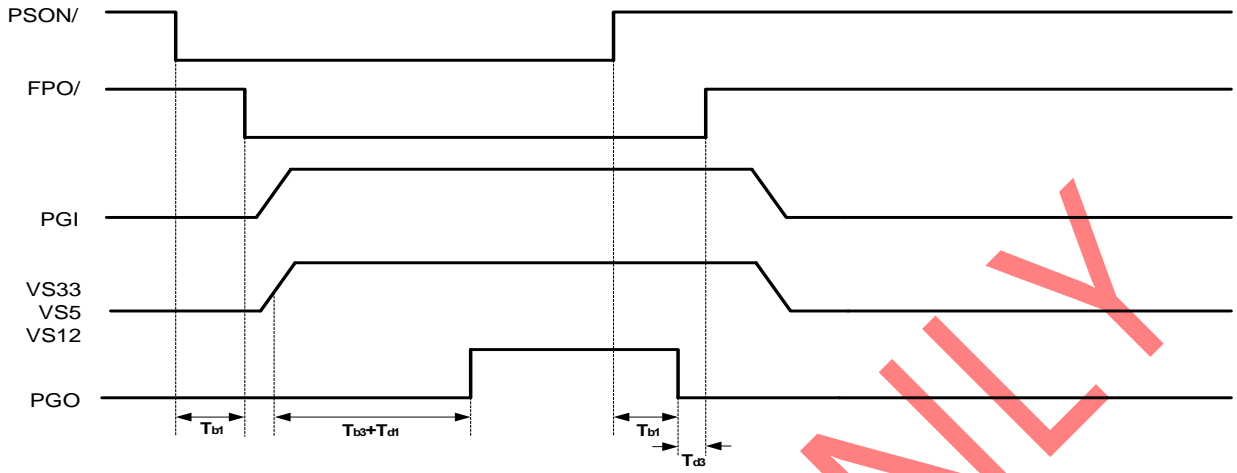 PSON/
FPO/
PGI
VS33
VS5
VS12
PGO
Tb1
Tb3+Td1
Tb1
Td3
NLY